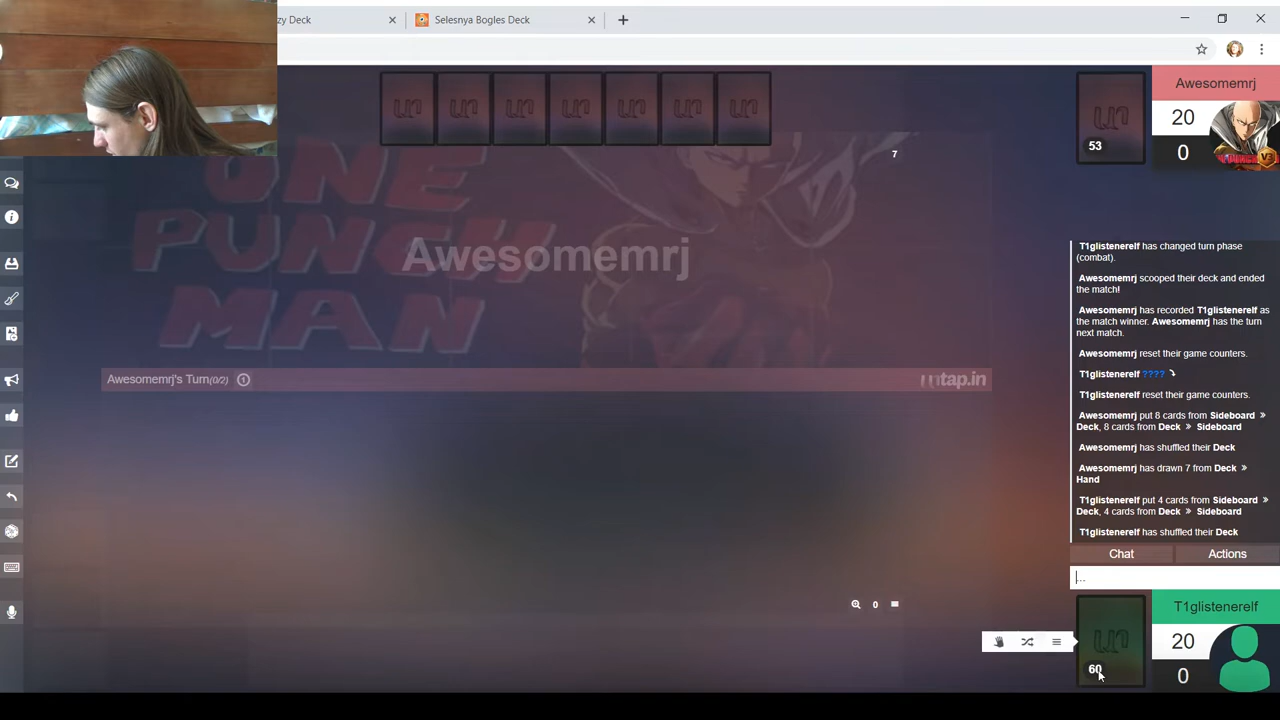 zy Deck
Selesnya Bogles Deck
Awesomemrj
20
0
53
7
ONE
PUNCH
MAN
Awesomemrj
T1glistenerelf has changed turn phase
(combat).
Awesomemrj scooped their deck and ended
the match!
Awesomemrj has recorded T1glistenerelf as
the match winner. Awesomemrj has the turn
next match.
Awesomemrj reset their game counters.
T1glistenerelf ????
T1glistenerelf reset their game counters.
Awesomemrj put 8 cards from Sideboard »
Deck, 8 cards from Deck » Sideboard
Awesomemrj has shuffled their Deck
Awesomemrj has drawn 7 from Deck »
Hand
T1glistenerelf put 4 cards from Sideboard »
Deck, 4 cards from Deck » Sideboard
T1glistenerelf has shuffled their Deck
Awesomemrj's Turn(0/2) 1
untap.in
Chat
Actions
...
0
T1glistenerelf
20
0
60